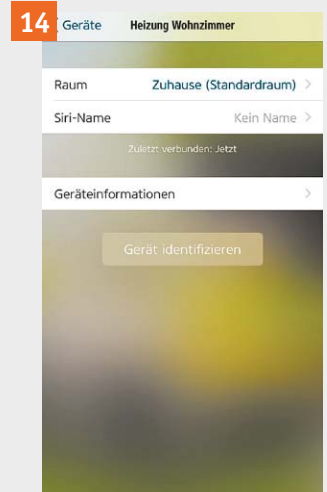 14
Geräte Heizung Wohnzimmer
Raum Zuhause (Standardraum)
Siri-Name Kein Name
Zuletzt verbunden: Jetzt
Geräteinformationen
Gerät identifizieren